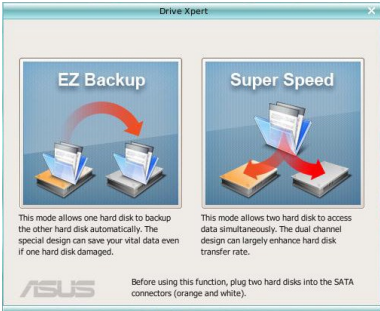 Drive Xpert
EZ Backup
Super Speed
This mode allows one hard disk to backup
the other hard disk automatically. The
special design can save your vital data even
if one hard disk damaged.
This mode allows two hard disk to access
data simultaneously. The dual channel
design can largely enhance hard disk
transfer rate.
ASUS
Before using this function, plug two hard disks into the SATA
connectors (orange and white).